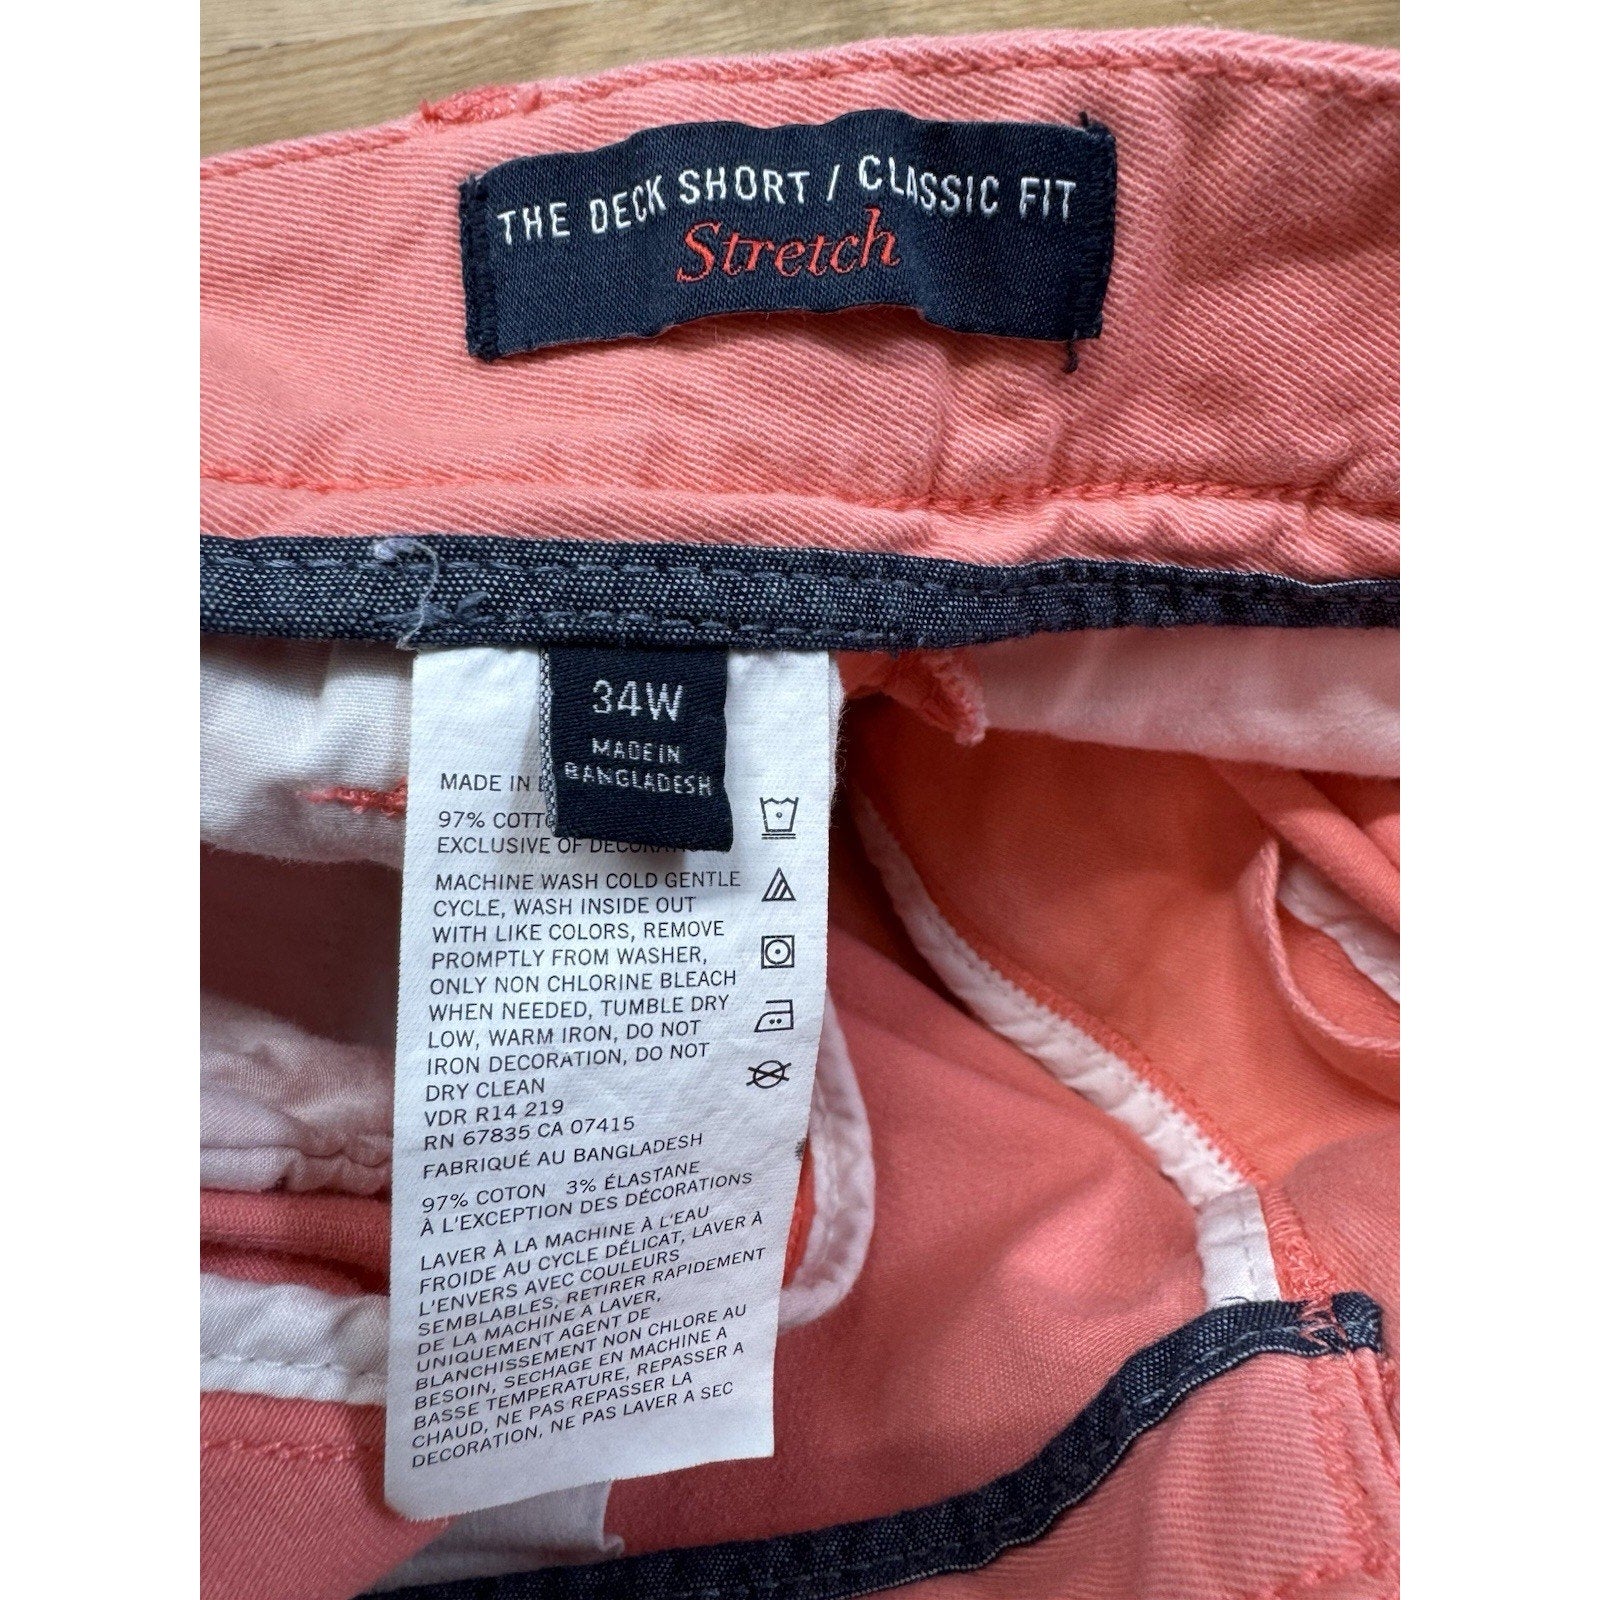 THE DECK SHORT / CLASSIC FIT
Stretch
34W
MADE IN
BANGLADESH
MADE IN
97%
EXCLUSIVE OF
MACHINE WASH COLD GENTLE
CYCLE, WASH INSIDE OUT
WITH LIKE COLORS, REMOVE
PROMPTLY FROM WASHER,
ONLY NON CHLORINE BLEACH
WHEN NEEDED, TUMBLE DRY
LOW, WARM IRON, DO NOT
IRON DECORATION, DO NOT
DRY CLEAN
VDR R14 219
RN 67835 CA 07415
FABRIQUÉ AU BANGLADESH
97% COTON 3% ÉLASTANE
À L'EXCEPTION DES DÉCORATIONS
LAVER À LA MACHINE À L'EAU
FROIDE AU CYCLE DÉLICAT, LAVER À
L'ENVERS AVEC COULEURS
SEMBLABLES, RETIRER RAPIDEMENT
DE LA MACHINE A LAVER,
UNIQUEMENT AGENT DE
BLANCHISSEMENT NON CHLORE AU
BESOIN, SECHAGE EN MACHINE A
BASSE TEMPERATURE, REPASSER A
CHAUD, NE PAS REPASSER LA
DECORATION, NE PAS LAVER A SEC